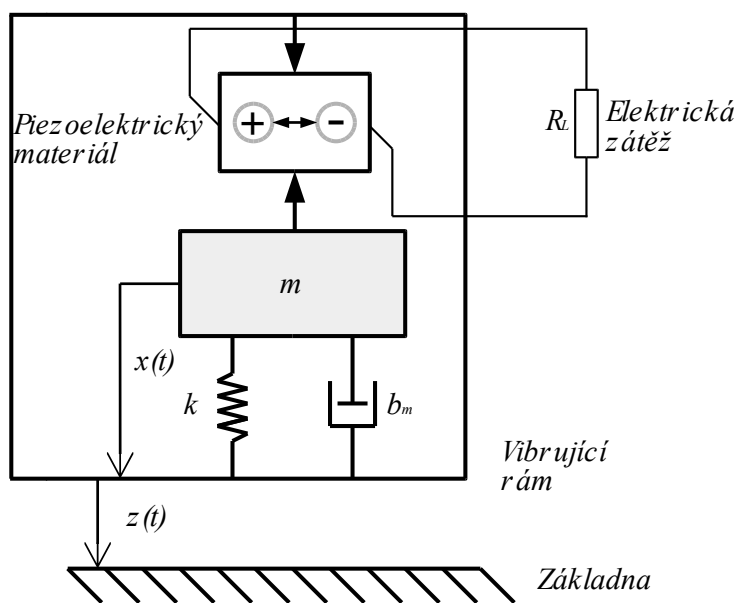 Piezoelektrický
materiál
+
-
R_L
Elektrická
zátěž
m
x(t)
k
b_m
Vibrující
rám
z(t)
Základna